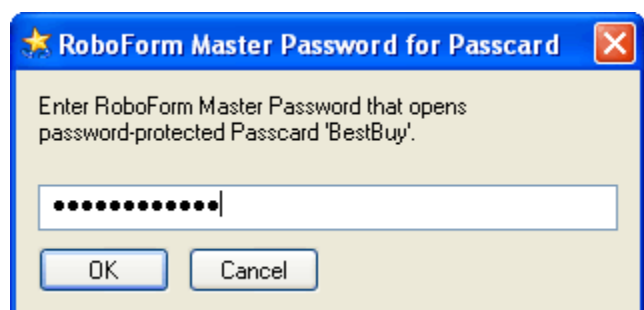 RoboForm Master Password for Passcard
Enter RoboForm Master Password that opens
password-protected Passcard 'BestBuy'.
●●●●●●●●●●●●
OK Cancel